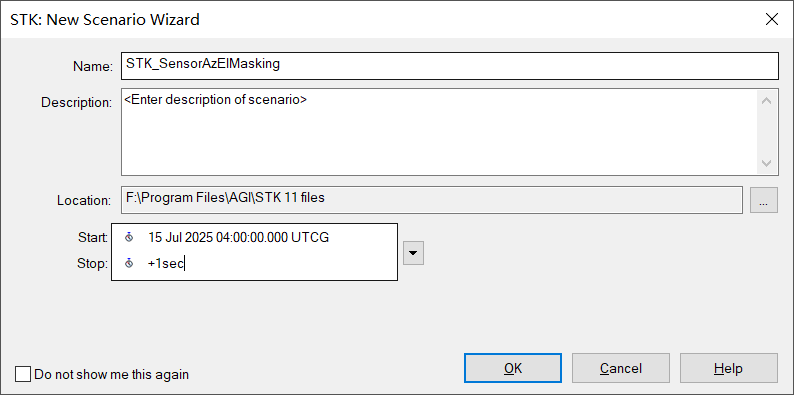 STK: New Scenario Wizard
Name: STK_SensorAzElMasking
Description: <Enter description of scenario>
Location: F:\Program Files\AGI\STK 11 files ...
Start: 15 Jul 2025 04:00:00.000 UTCG
Stop: +1sec
Do not show me this again OK Cancel Help